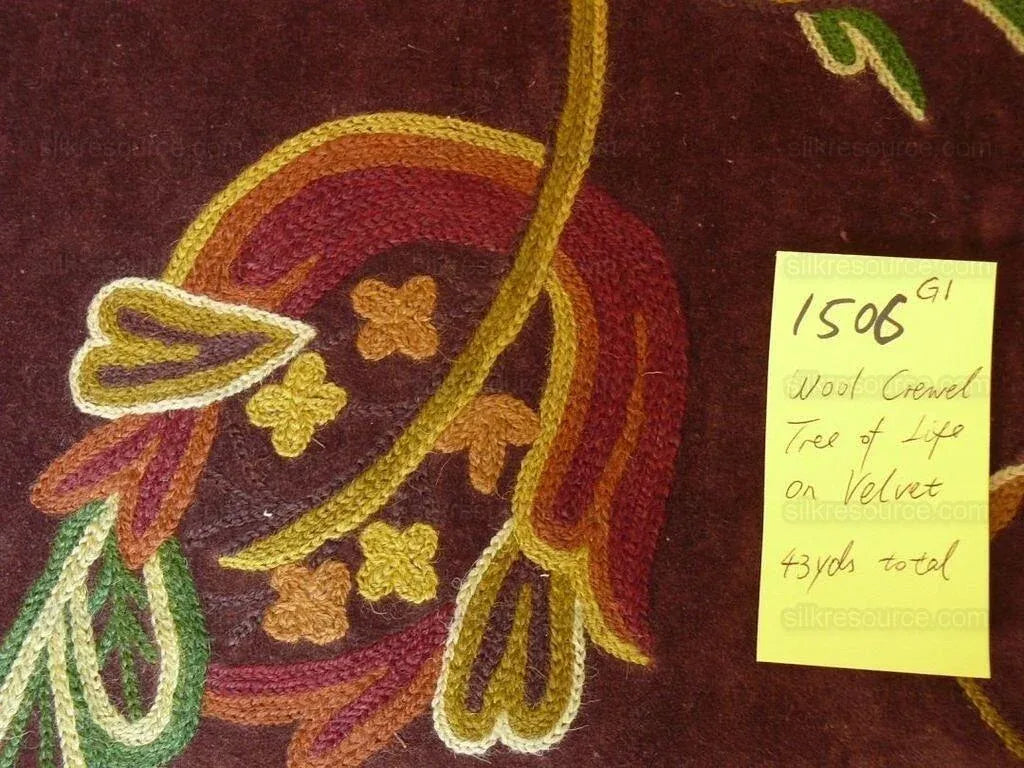 1506 G1
Wool Crewel
Tree of Life
on Velvet
43yds total
silkresource.com